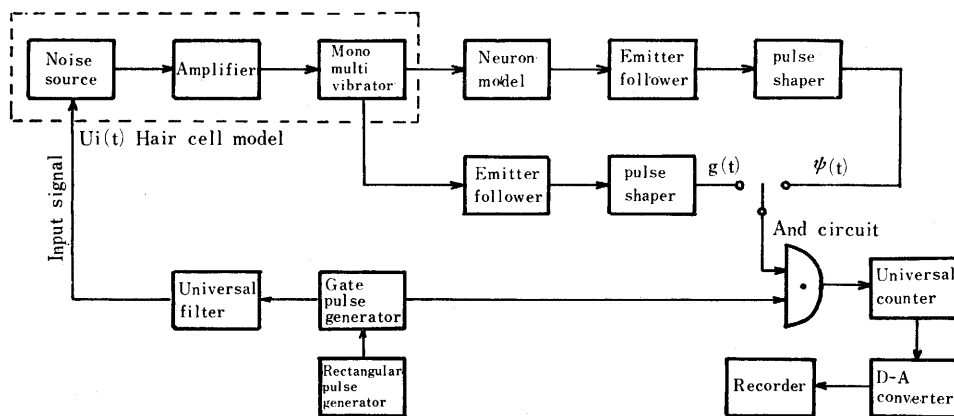 Noise
source
Amplifier
Mono
multi
vibrator
Neuron
model
Emitter
follower
pulse
shaper
Ui(t) Hair cell model
Input signal
Emitter
follower
pulse
shaper
g(t)
ψ(t)
And circuit
Universal
filter
Gate
pulse
generator
Universal
counter
Rectangular
pulse
generator
Recorder
D-A
converter